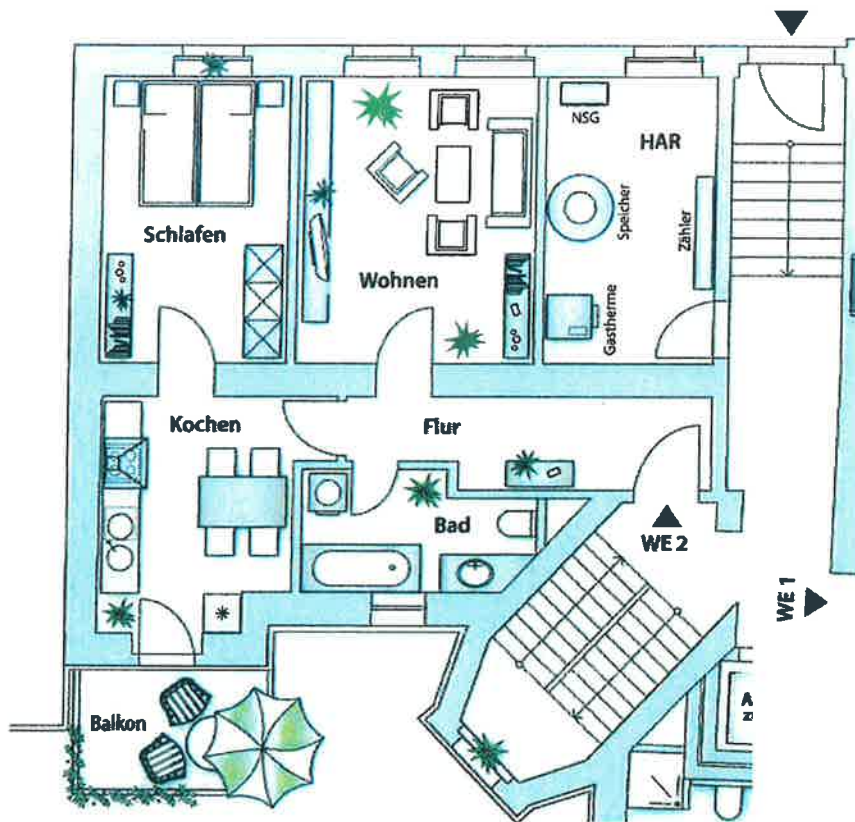 NSG
HAR
Speicher
Zähler
Gastherme
Schlafen
Wohnen
Kochen
Flur
Bad
WE 2
WE 1
Balkon